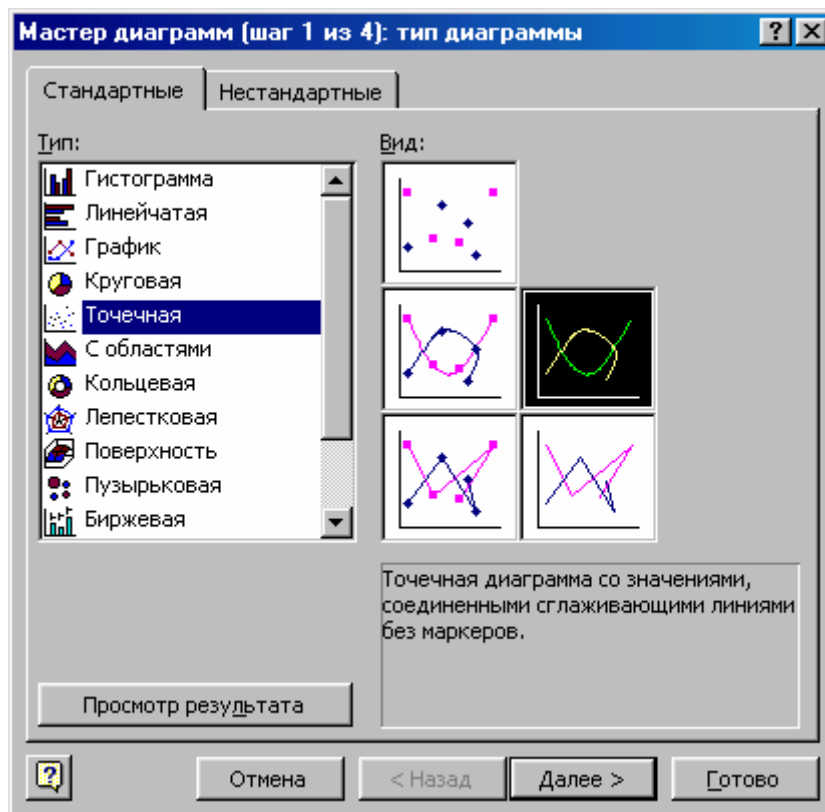 Мастер диаграмм (шаг 1 из 4): тип диаграммы
Стандартные
Нестандартные
Тип:
Гистограмма
Линейчатая
График
Круговая
Точечная
С областями
Кольцевая
Лепестковая
Поверхность
Пузырьковая
Биржевая
Вид:
Точечная диаграмма со значениями,
соединенными сглаживающими линиями
без маркеров.
Просмотр результата
Отмена
< Назад
Далее >
Готово